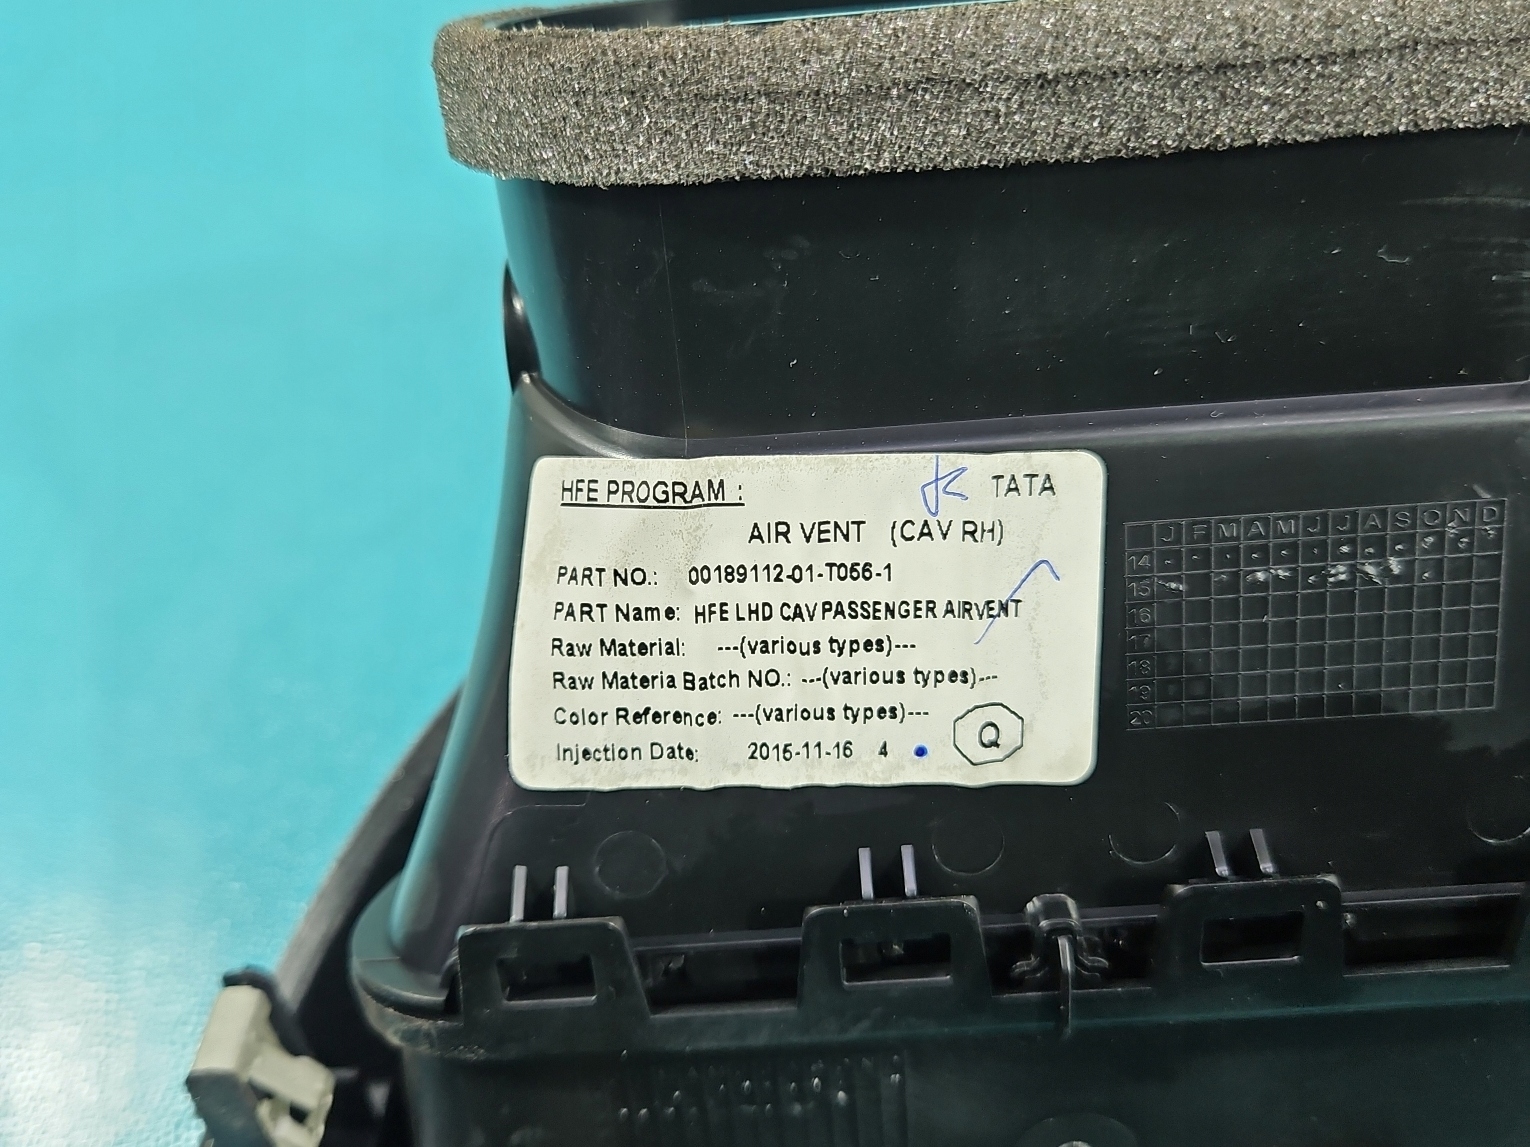 HFE PROGRAM : TATA
AIR VENT (CAV RH)
PART NO.: 00189112-01-T056-1
PART Name: HFE LHD CAV PASSENGER AIRVENT
Raw Material: ---(various types)---
Raw Materia Batch NO.: ---(various types)---
Color Reference: ---(various types)---
Injection Date: 2015-11-16 4
Q
J F M A M J J A S O N D
14
15
16
17
18
19
20